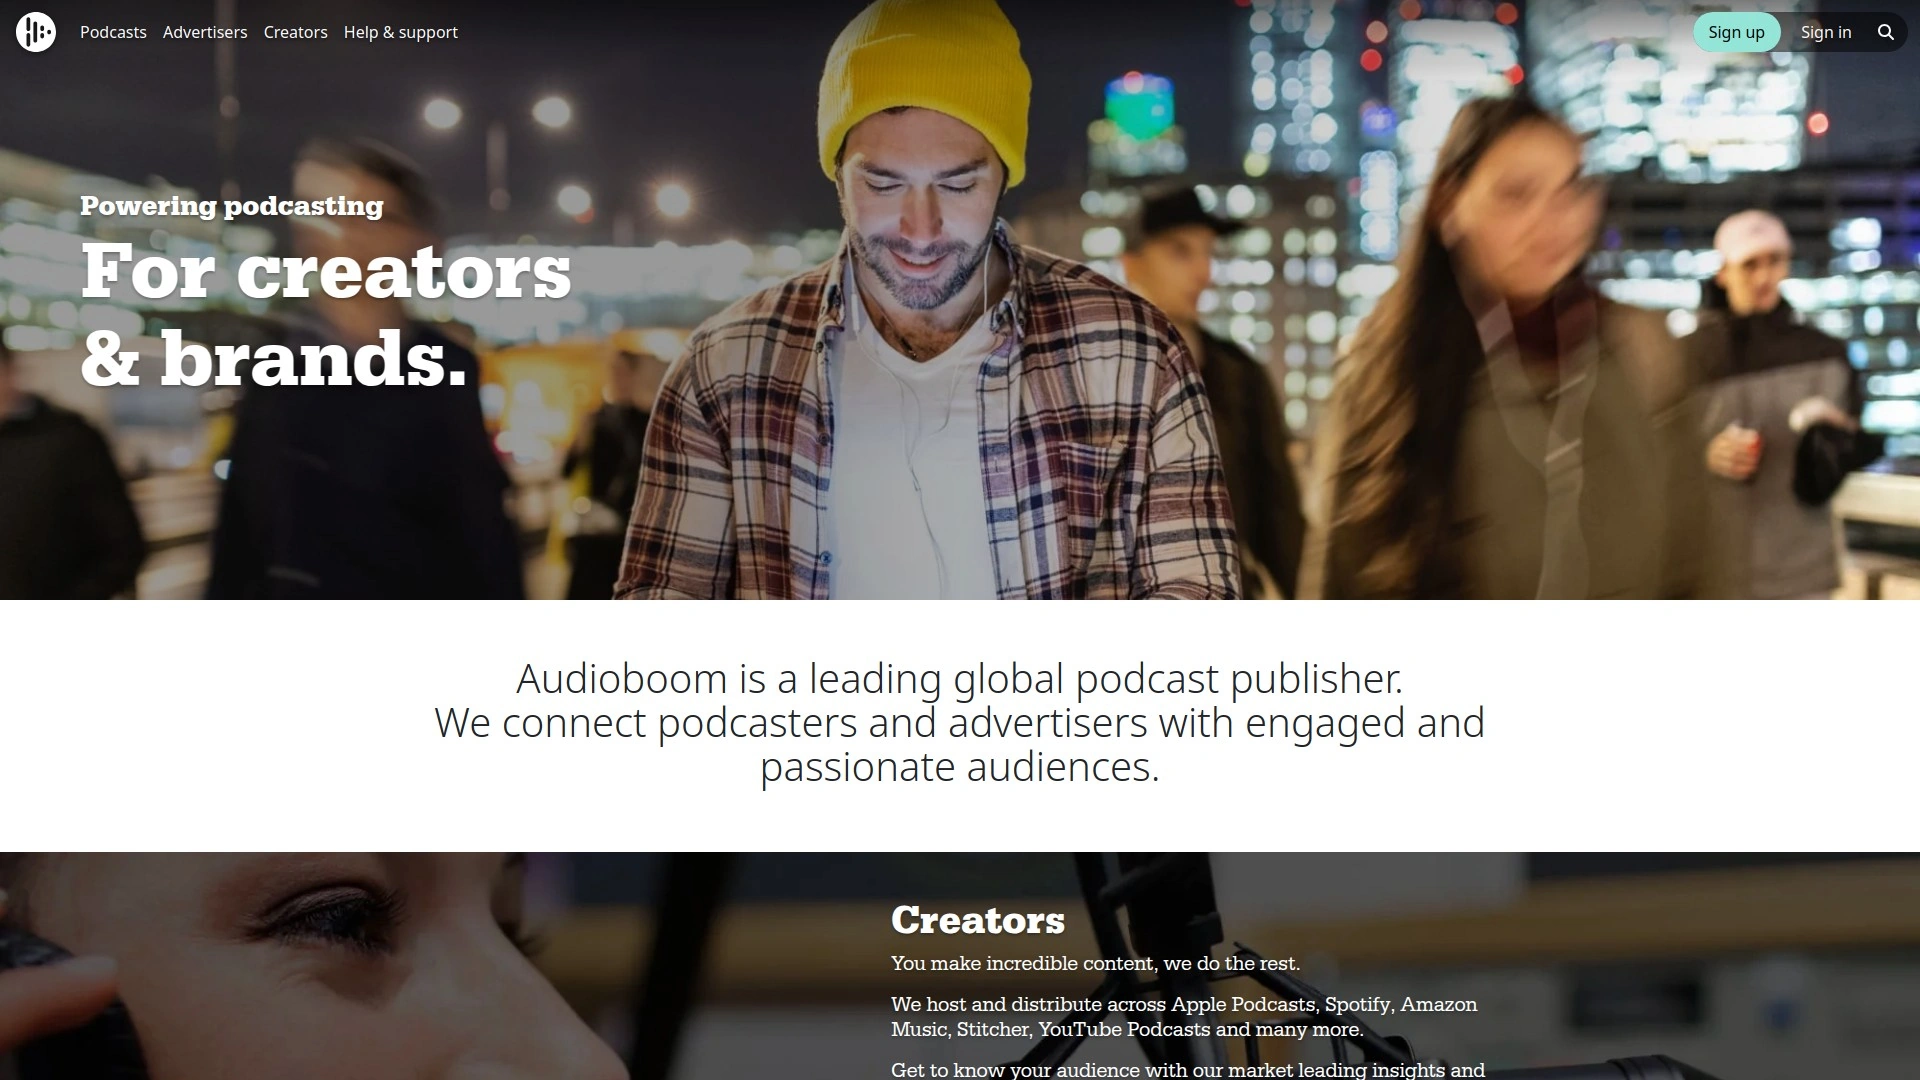 Podcasts
Advertisers
Creators
Help & support
Sign up
Sign in
Powering podcasting
For creators
& brands.
Audioboom is a leading global podcast publisher.
We connect podcasters and advertisers with engaged and
passionate audiences.
Creators
You make incredible content, we do the rest.
We host and distribute across Apple Podcasts, Spotify, Amazon
Music, Stitcher, YouTube Podcasts and many more.
Get to know your audience with our market leading insights and